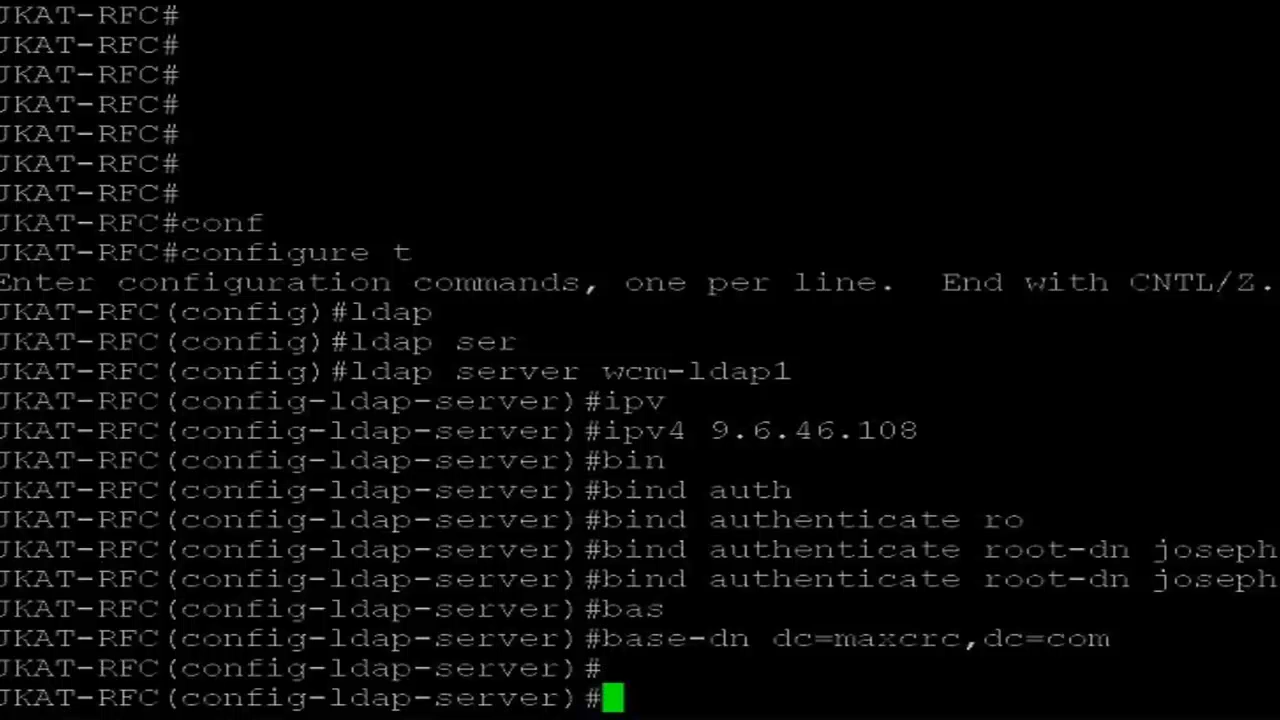 JKAT-RFC#
JKAT-RFC#
JKAT-RFC#
JKAT-RFC#
JKAT-RFC#
JKAT-RFC#
JKAT-RFC#
JKAT-RFC#conf
JKAT-RFC#configure t
Enter configuration commands, one per line.  End with CNTL/Z.
JKAT-RFC(config)#ldap
JKAT-RFC(config)#ldap ser
JKAT-RFC(config)#ldap server wcm-ldap1
JKAT-RFC(config-ldap-server)#ipv
JKAT-RFC(config-ldap-server)#ipv4 9.6.46.108
JKAT-RFC(config-ldap-server)#bin
JKAT-RFC(config-ldap-server)#bind auth
JKAT-RFC(config-ldap-server)#bind authenticate ro
JKAT-RFC(config-ldap-server)#bind authenticate root-dn joseph
JKAT-RFC(config-ldap-server)#bind authenticate root-dn joseph
JKAT-RFC(config-ldap-server)#bas
JKAT-RFC(config-ldap-server)#base-dn dc=maxcrc,dc=com
JKAT-RFC(config-ldap-server)#
JKAT-RFC(config-ldap-server)#